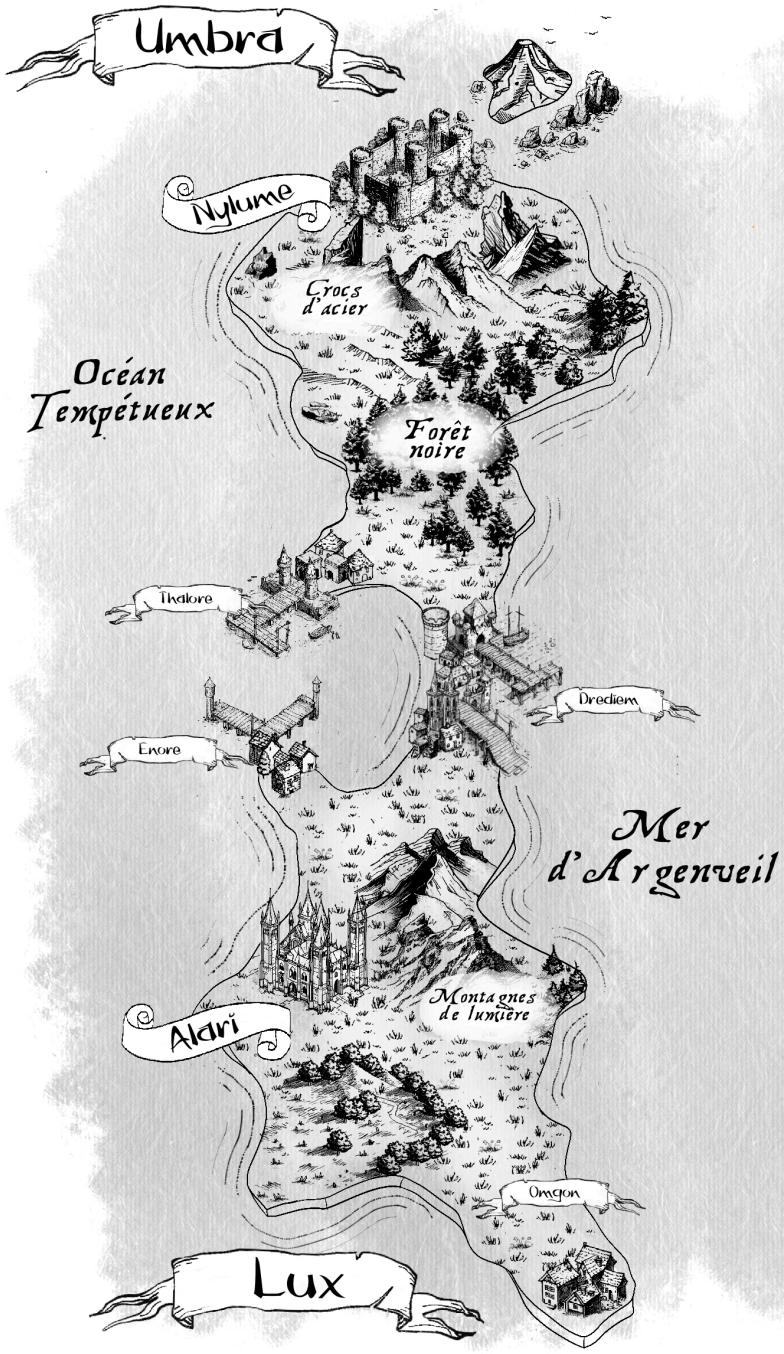 Umbra
Nylume
Crocs
d'acier
Océan
Tempétueux
Forêt
noire
Thalore
Drediem
Enore
Mer
d'Argenveil
Montagnes
de lumière
Alari
Omgon
Lux